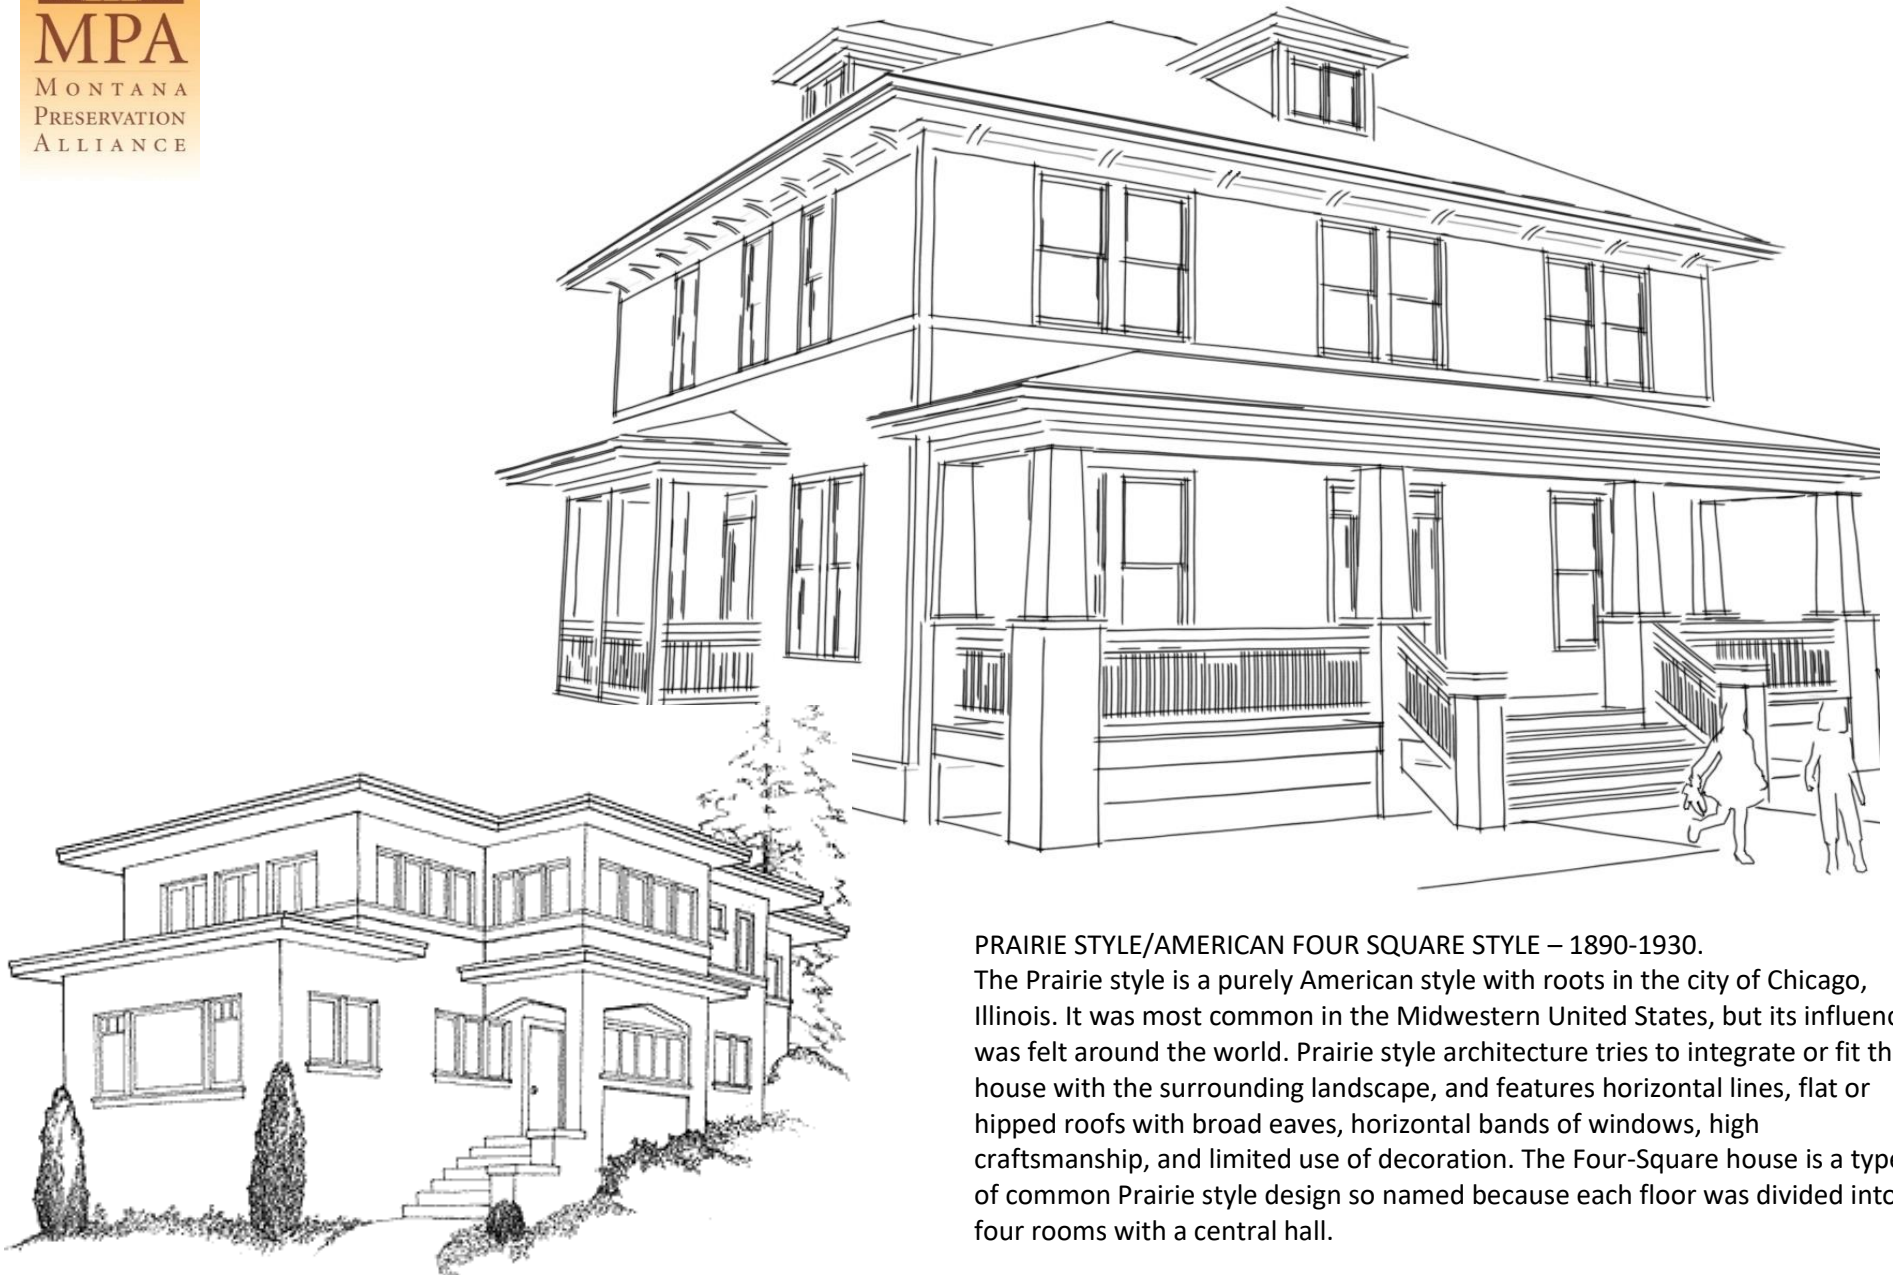 MPA
MONTANA
PRESERVATION
ALLIANCE
PRAIRIE STYLE/AMERICAN FOUR SQUARE STYLE – 1890-1930.
The Prairie style is a purely American style with roots in the city of Chicago,
Illinois. It was most common in the Midwestern United States, but its influenc
was felt around the world. Prairie style architecture tries to integrate or fit th
house with the surrounding landscape, and features horizontal lines, flat or
hipped roofs with broad eaves, horizontal bands of windows, high
craftsmanship, and limited use of decoration. The Four-Square house is a type
of common Prairie style design so named because each floor was divided into
four rooms with a central hall.